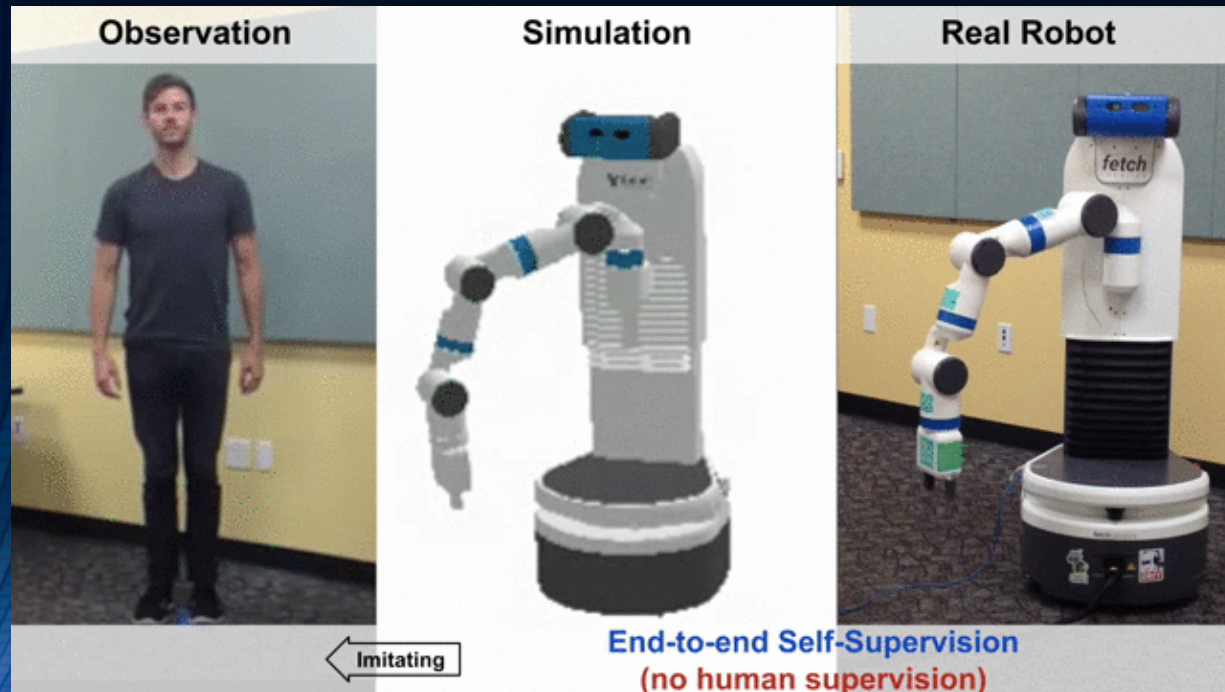 Observation
Simulation
Real Robot
fetch
Imitating
End-to-end Self-Supervision
(no human supervision)